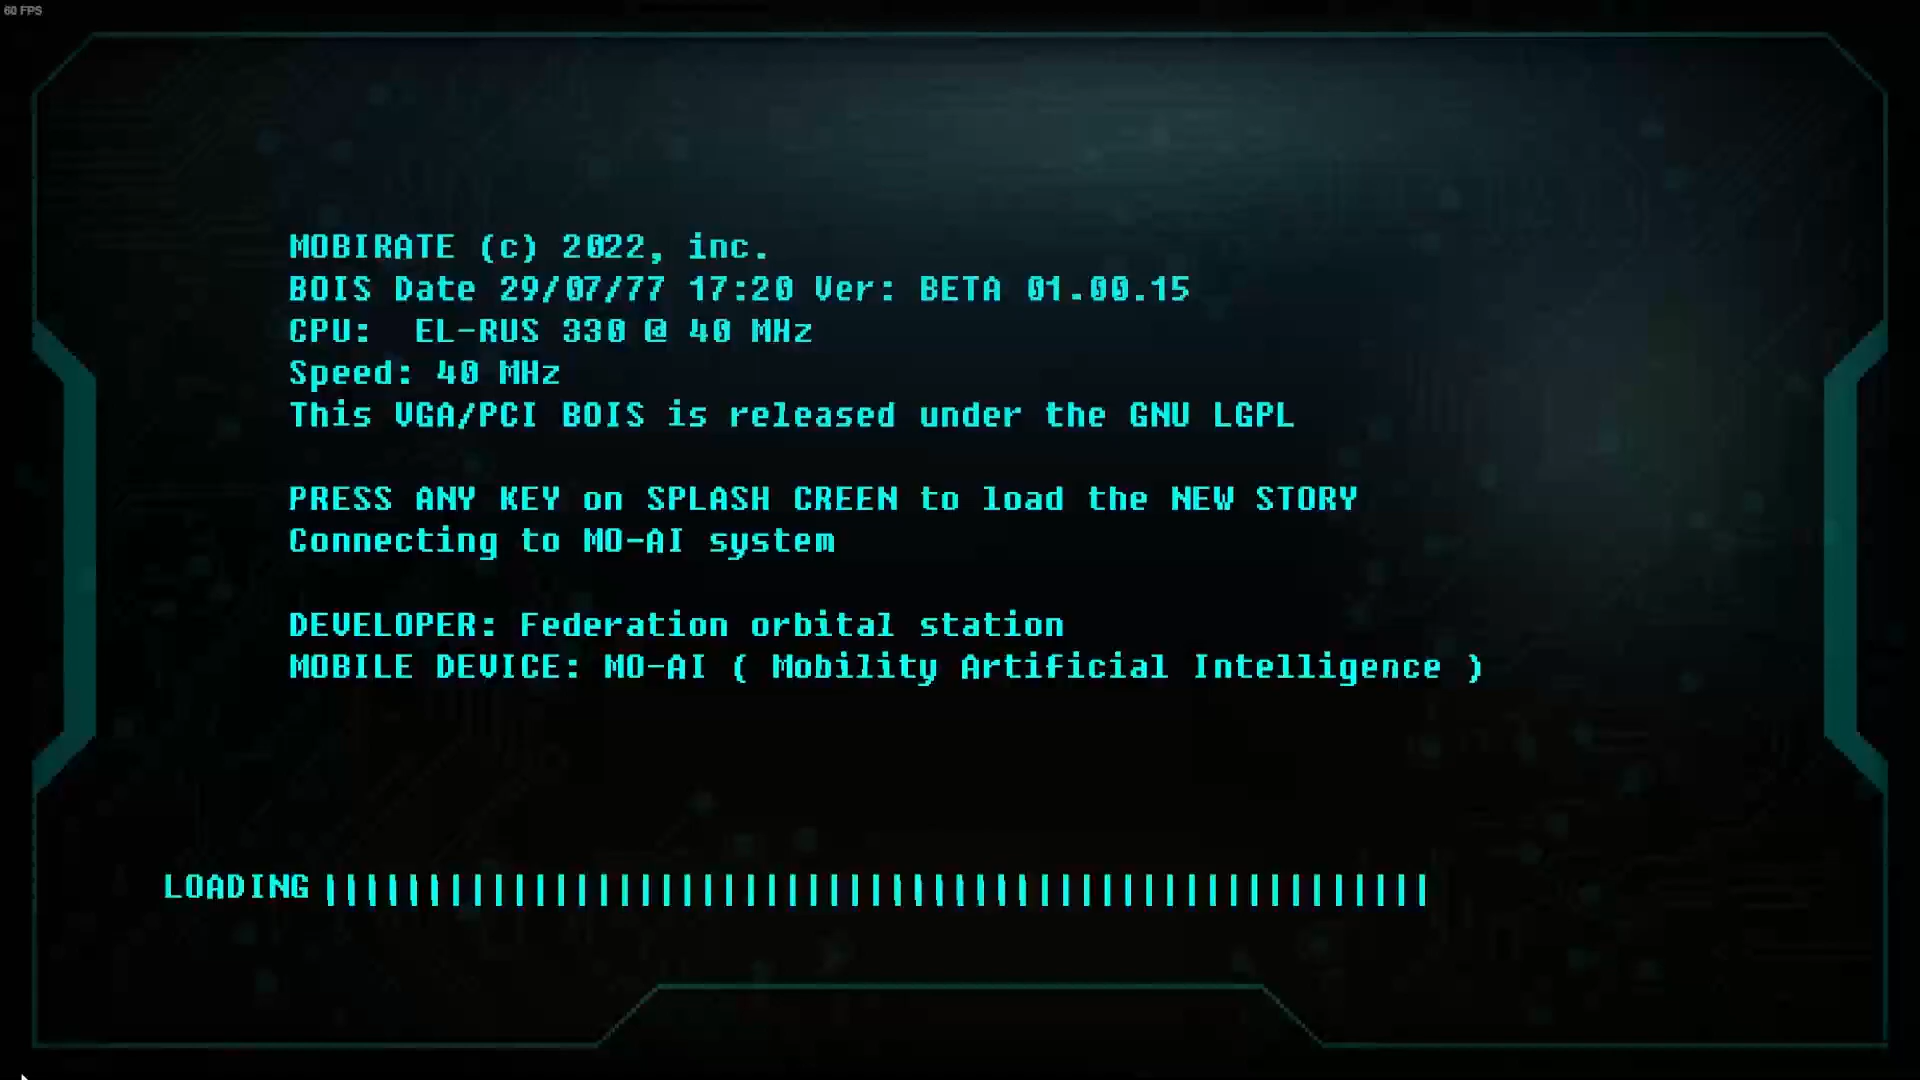 60 FPS
MOBIRATE (c) 2022, inc.
BOIS Date 29/07/77 17:20 Ver: BETA 01.00.15
CPU:  EL-RUS 330 @ 40 MHz
Speed: 40 MHz
This VGA/PCI BOIS is released under the GNU LGPL
PRESS ANY KEY on SPLASH CREEN to load the NEW STORY
Connecting to MO-AI system
DEVELOPER: Federation orbital station
MOBILE DEVICE: MO-AI ( Mobility Artificial Intelligence )
LOADING |||||||||||||||||||||||||||||||||||||||||||||||||||||